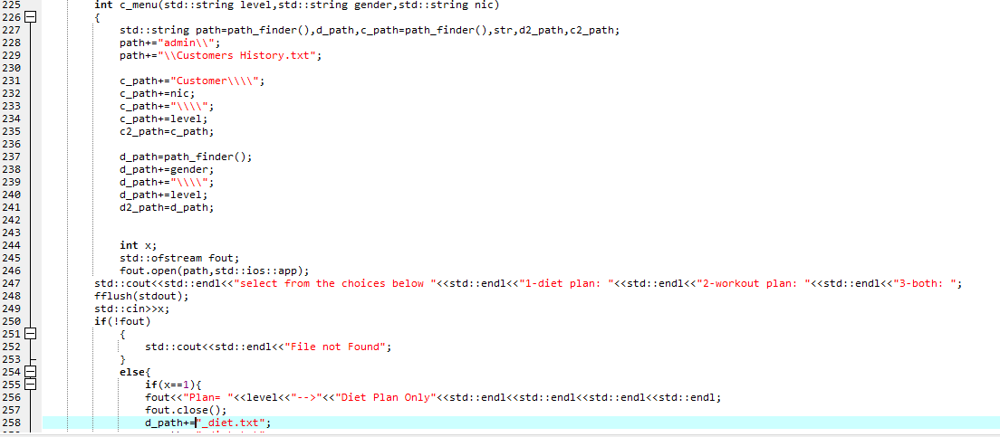 225 int c_menu(std::string level,std::string gender,std::string nic)
226 {
227 std::string path=path_finder(),d_path,c_path=path_finder(),str,d2_path,c2_path;
228 path+="admin\\";
229 path+="\\Customers History.txt";
230
231 c_path+="Customer\\\\";
232 c_path+=nic;
233 c_path+="\\\\";
234 c_path+=level;
235 c2_path=c_path;
236
237 d_path=path_finder();
238 d_path+=gender;
239 d_path+="\\\\";
240 d_path+=level;
241 d2_path=d_path;
242
243
244 int x;
245 std::ofstream fout;
246 fout.open(path,std::ios::app);
247 std::cout<<std::endl<<"select from the choices below "<<std::endl<<"1-diet plan: "<<std::endl<<"2-workout plan: "<<std::endl<<"3-both: ";
248 fflush(stdout);
249 std::cin>>x;
250 if(!fout)
251 {
252 std::cout<<std::endl<<"File not Found";
253 }
254 else{
255 if(x==1){
256 fout<<"Plan= "<<level<<"-->"<<"Diet Plan Only"<<std::endl<<std::endl<<std::endl<<std::endl;
257 fout.close();
258 d_path+="_diet.txt";